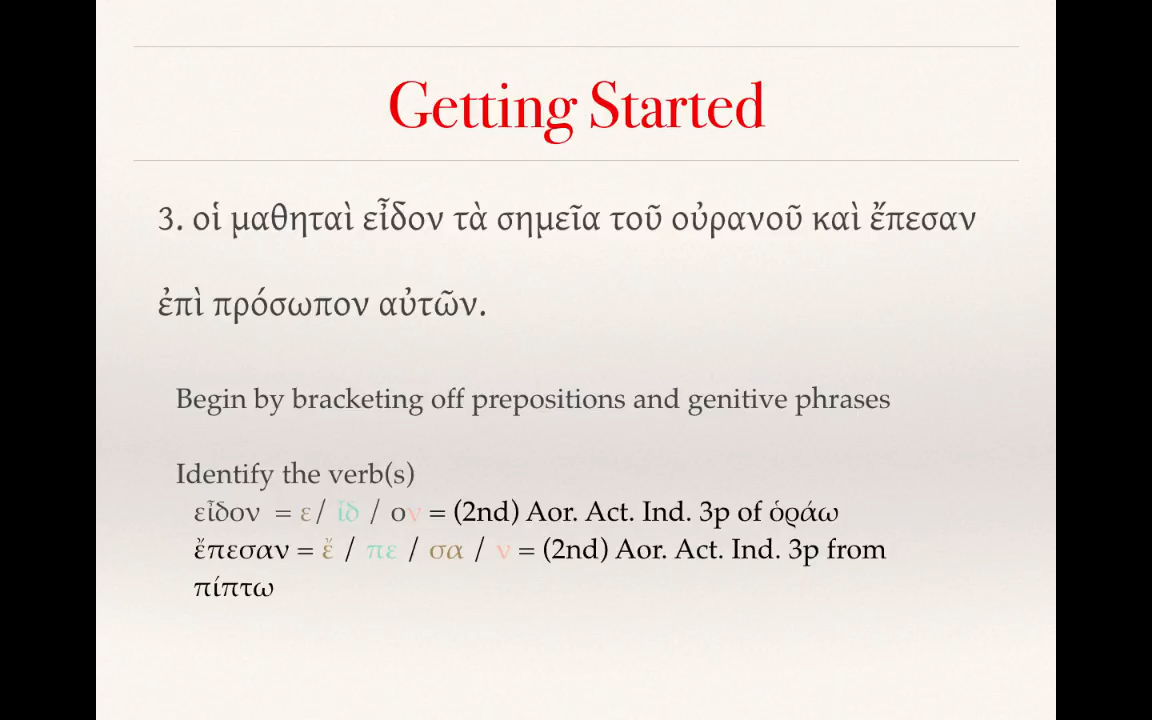 Getting Started
3. οἱ μαθηταὶ εἶδον τὰ σημεῖα τοῦ οὐρανοῦ καὶ ἔπεσαν
ἐπὶ πρόσωπον αὐτῶν.
Begin by bracketing off prepositions and genitive phrases
Identify the verb(s)
εἶδον = ε/ ἶδ / ον = (2nd) Aor. Act. Ind. 3p of ὁράω
ἔπεσαν = ἔ / πε / σα / ν = (2nd) Aor. Act. Ind. 3p from
πίπτω